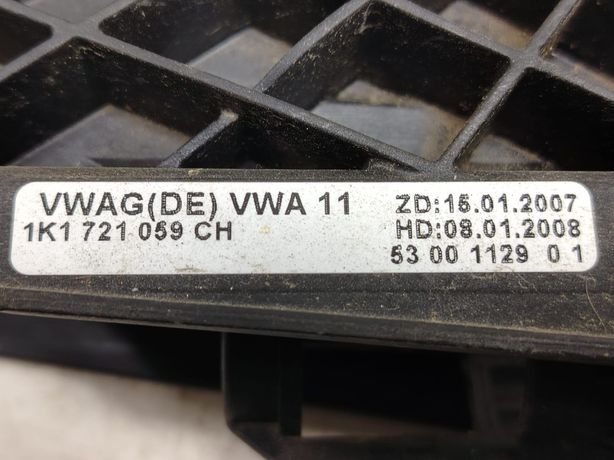 VWAG(DE) VWA 11 ZD:15.01.2007
1K1 721 059 CH HD:08.01.2008
53 00 1129 0 1